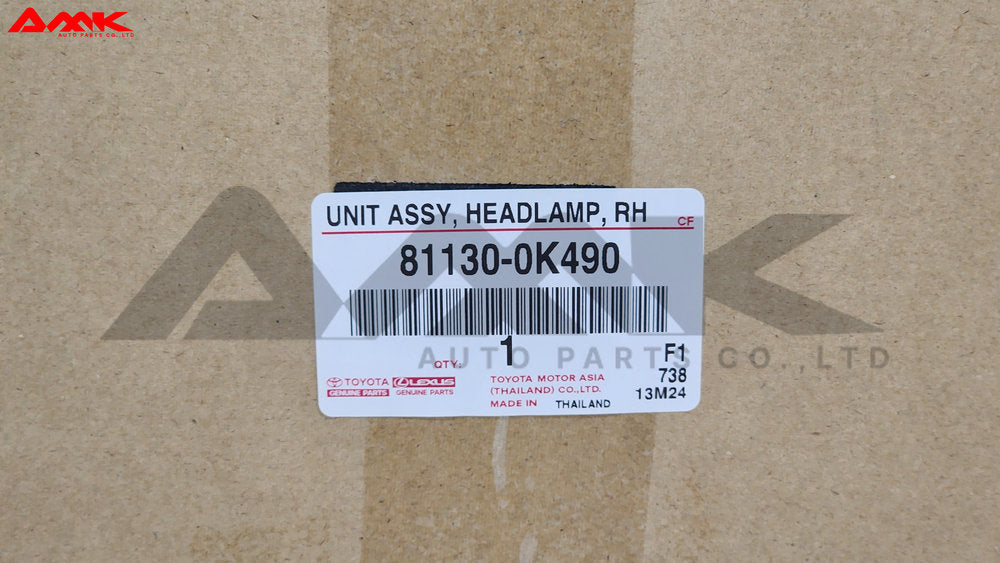 AMK
AUTO PARTS CO.,LTD
UNIT ASSY, HEADLAMP, RH
CF
81130-0K490
AMK
AUTO PARTS CO.,LTD
QTY: 1
F1
738
13M24
TOYOTA LEXUS
GENUINE PARTS GENUINE PARTS
TOYOTA MOTOR ASIA
(THAILAND) CO.,LTD.
MADE IN THAILAND